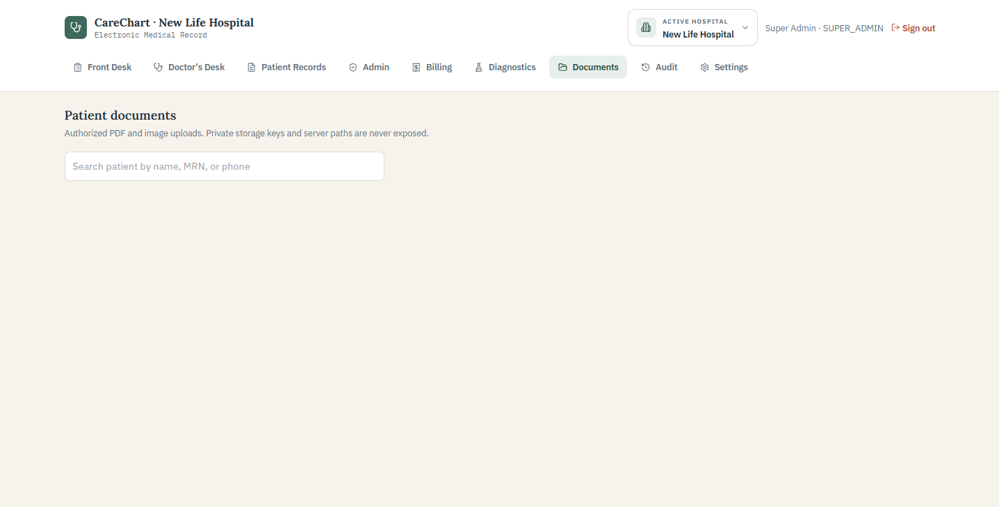 CareChart · New Life Hospital
Electronic Medical Record
ACTIVE HOSPITAL
New Life Hospital
Super Admin · SUPER_ADMIN
Sign out
Front Desk
Doctor's Desk
Patient Records
Admin
Billing
Diagnostics
Documents
Audit
Settings
Patient documents
Authorized PDF and image uploads. Private storage keys and server paths are never exposed.
Search patient by name, MRN, or phone